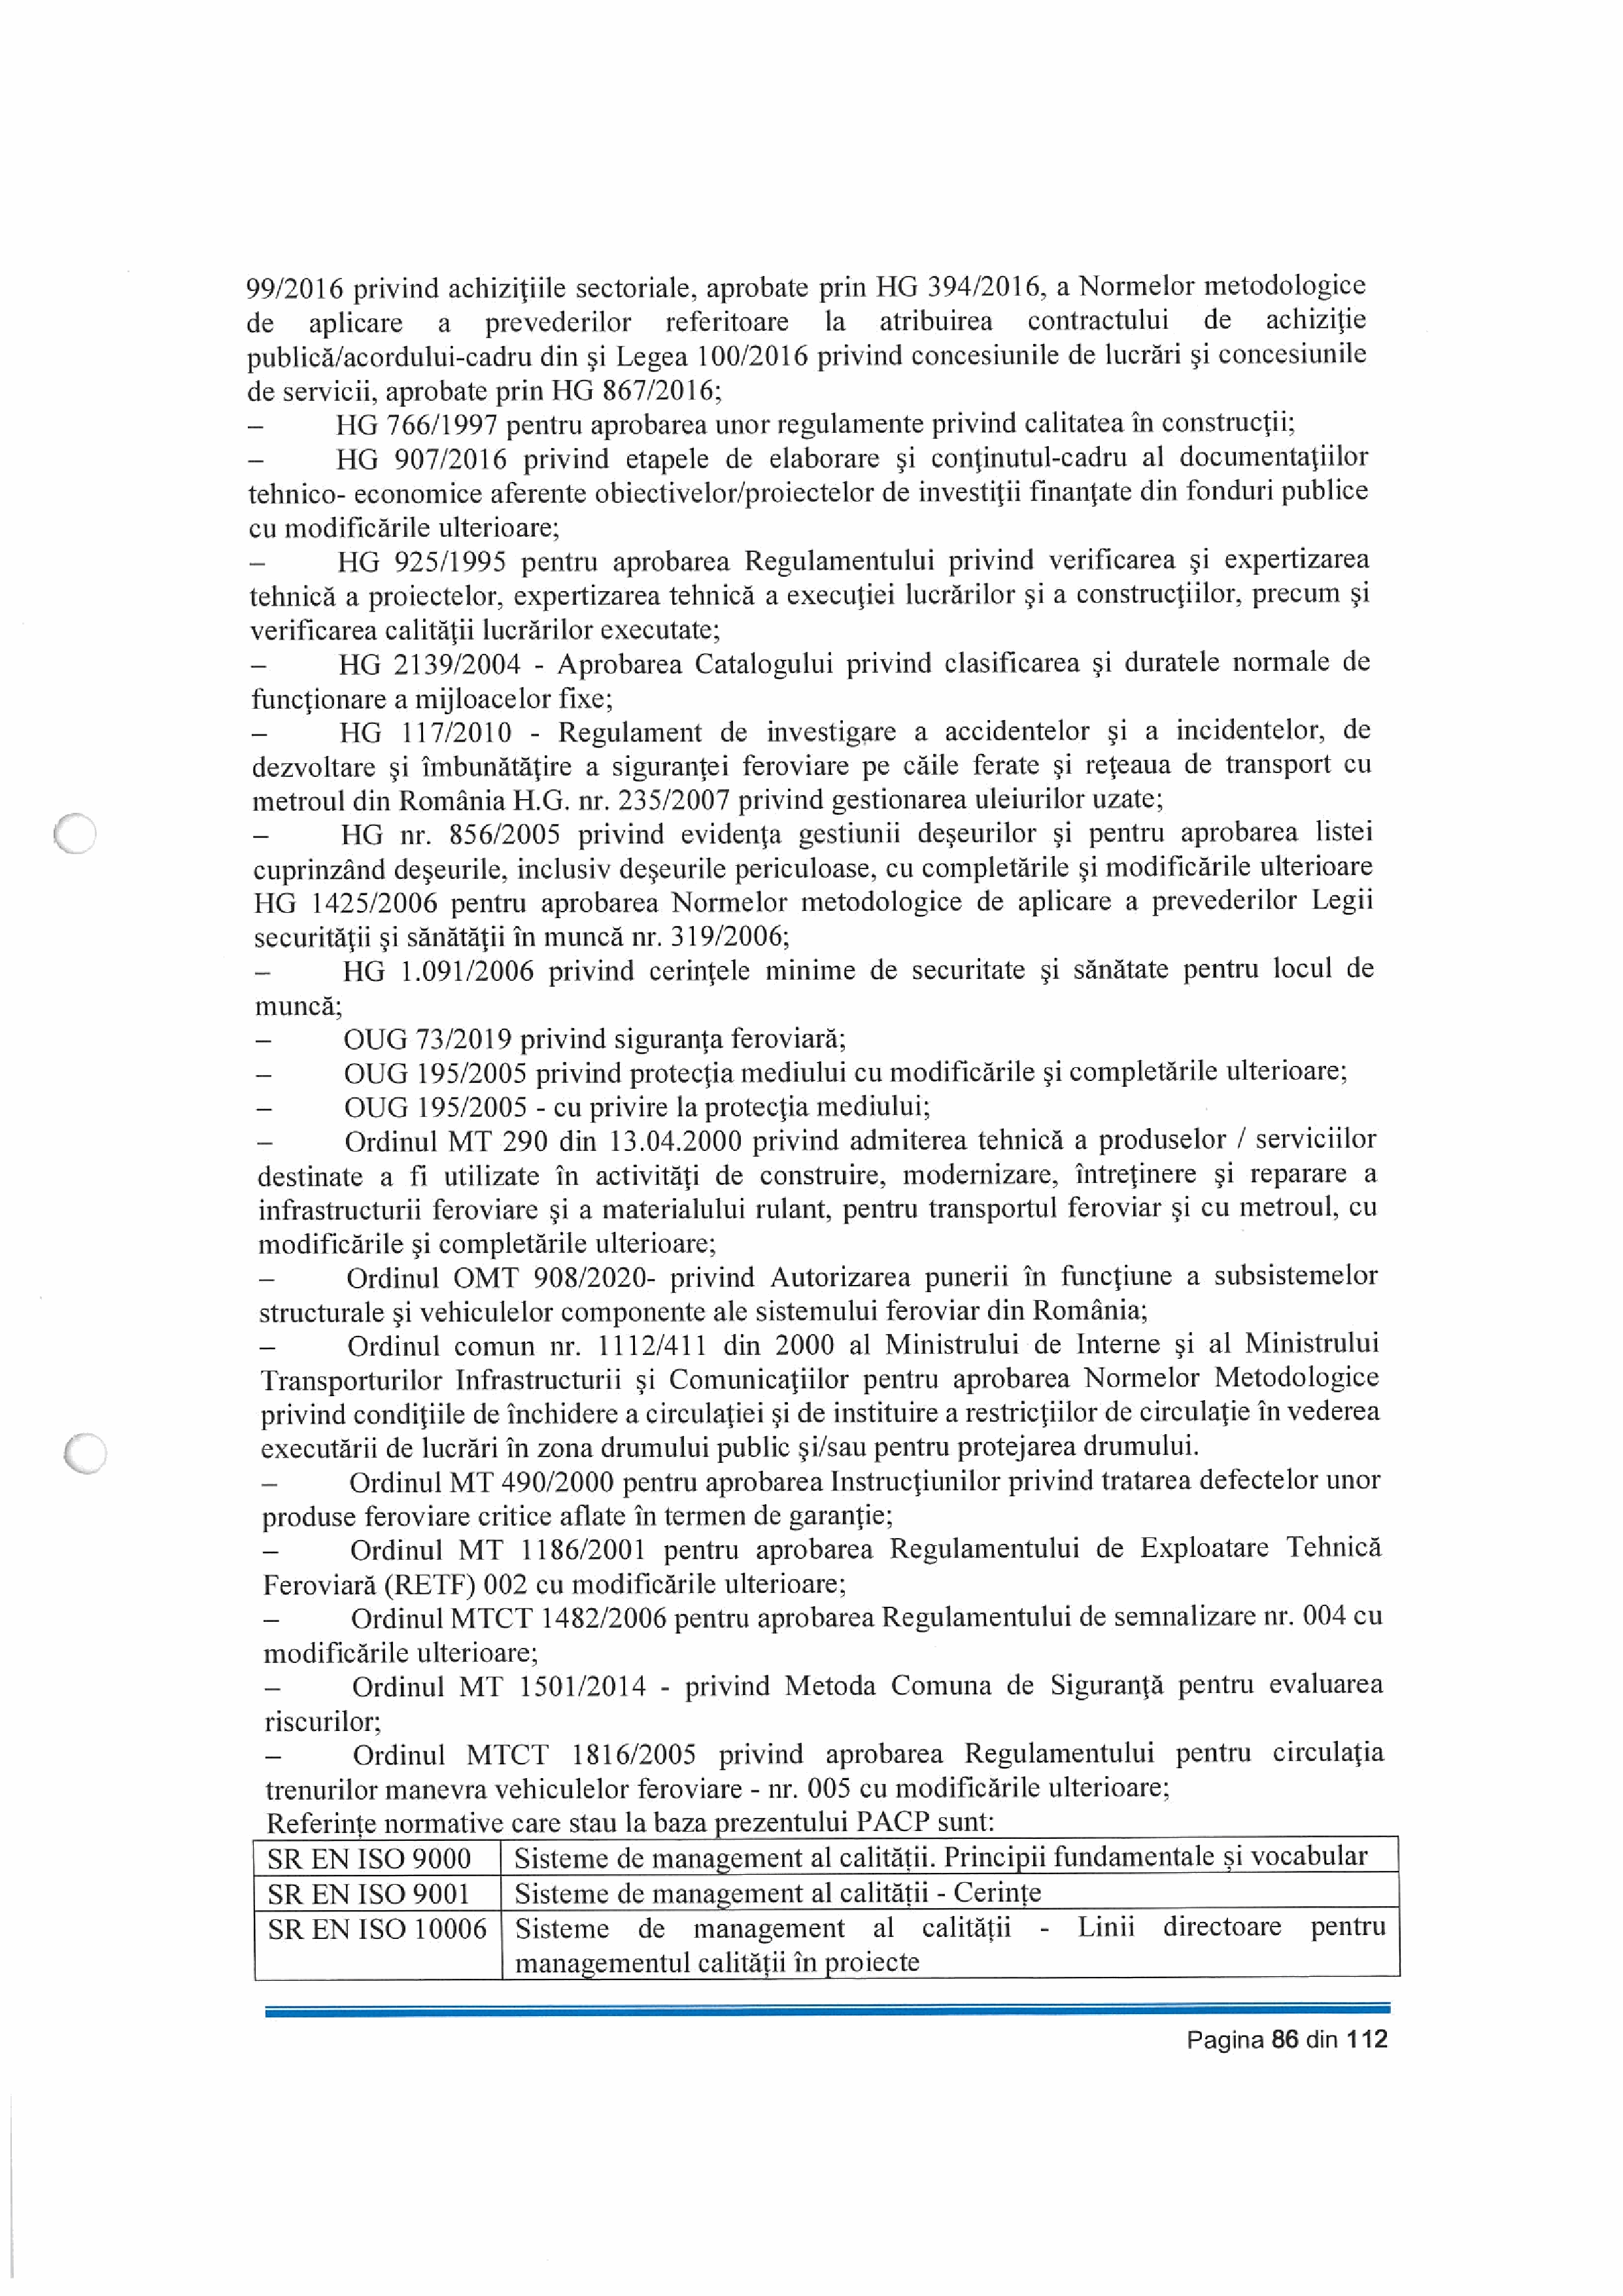 99/2016 privind achiziţiile sectoriale, aprobate prin HG 394/2016, a Normelor metodologice
de aplicare a prevederilor referitoare la atribuirea contractului de achiziţie
publică/acordului-cadru din şi Legea 100/2016 privind concesiunile de lucrări şi concesiunile
de servicii, aprobate prin HG 867/2016;
– HG 766/1997 pentru aprobarea unor regulamente privind calitatea în construcţii;
– HG 907/2016 privind etapele de elaborare şi conţinutul-cadru al documentaţiilor
tehnico- economice aferente obiectivelor/proiectelor de investiţii finanţate din fonduri publice
cu modificările ulterioare;
– HG 925/1995 pentru aprobarea Regulamentului privind verificarea şi expertizarea
tehnică a proiectelor, expertizarea tehnică a execuţiei lucrărilor şi a construcţiilor, precum şi
verificarea calităţii lucrărilor executate;
– HG 2139/2004 - Aprobarea Catalogului privind clasificarea şi duratele normale de
funcţionare a mijloacelor fixe;
– HG 117/2010 - Regulament de investigare a accidentelor şi a incidentelor, de
dezvoltare şi îmbunătăţire a siguranţei feroviare pe căile ferate şi reţeaua de transport cu
metroul din România H.G. nr. 235/2007 privind gestionarea uleiurilor uzate;
– HG nr. 856/2005 privind evidenţa gestiunii deşeurilor şi pentru aprobarea listei
cuprinzând deşeurile, inclusiv deşeurile periculoase, cu completările şi modificările ulterioare
HG 1425/2006 pentru aprobarea Normelor metodologice de aplicare a prevederilor Legii
securităţii şi sănătăţii în muncă nr. 319/2006;
– HG 1.091/2006 privind cerinţele minime de securitate şi sănătate pentru locul de
muncă;
– OUG 73/2019 privind siguranţa feroviară;
– OUG 195/2005 privind protecţia mediului cu modificările şi completările ulterioare;
– OUG 195/2005 - cu privire la protecţia mediului;
– Ordinul MT 290 din 13.04.2000 privind admiterea tehnică a produselor / serviciilor
destinate a fi utilizate în activităţi de construire, modernizare, întreţinere şi reparare a
infrastructurii feroviare şi a materialului rulant, pentru transportul feroviar şi cu metroul, cu
modificările şi completările ulterioare;
– Ordinul OMT 908/2020- privind Autorizarea punerii în funcţiune a subsistemelor
structurale şi vehiculelor componente ale sistemului feroviar din România;
– Ordinul comun nr. 1112/411 din 2000 al Ministrului de Interne şi al Ministrului
Transporturilor Infrastructurii şi Comunicaţiilor pentru aprobarea Normelor Metodologice
privind condiţiile de închidere a circulaţiei şi de instituire a restricţiilor de circulaţie în vederea
executării de lucrări în zona drumului public şi/sau pentru protejarea drumului.
– Ordinul MT 490/2000 pentru aprobarea Instrucţiunilor privind tratarea defectelor unor
produse feroviare critice aflate în termen de garanţie;
– Ordinul MT 1186/2001 pentru aprobarea Regulamentului de Exploatare Tehnică
Feroviară (RETF) 002 cu modificările ulterioare;
– Ordinul MTCT 1482/2006 pentru aprobarea Regulamentului de semnalizare nr. 004 cu
modificările ulterioare;
– Ordinul MT 1501/2014 - privind Metoda Comuna de Siguranţă pentru evaluarea
riscurilor;
– Ordinul MTCT 1816/2005 privind aprobarea Regulamentului pentru circulaţia
trenurilor manevra vehiculelor feroviare - nr. 005 cu modificările ulterioare;
Referinţe normative care stau la baza prezentului PACP sunt:
SR EN ISO 9000 Sisteme de management al calităţii. Principii fundamentale şi vocabular
SR EN ISO 9001 Sisteme de management al calităţii - Cerinţe
SR EN ISO 10006 Sisteme de management al calităţii - Linii directoare pentru
managementul calităţii în proiecte
Pagina 86 din 112